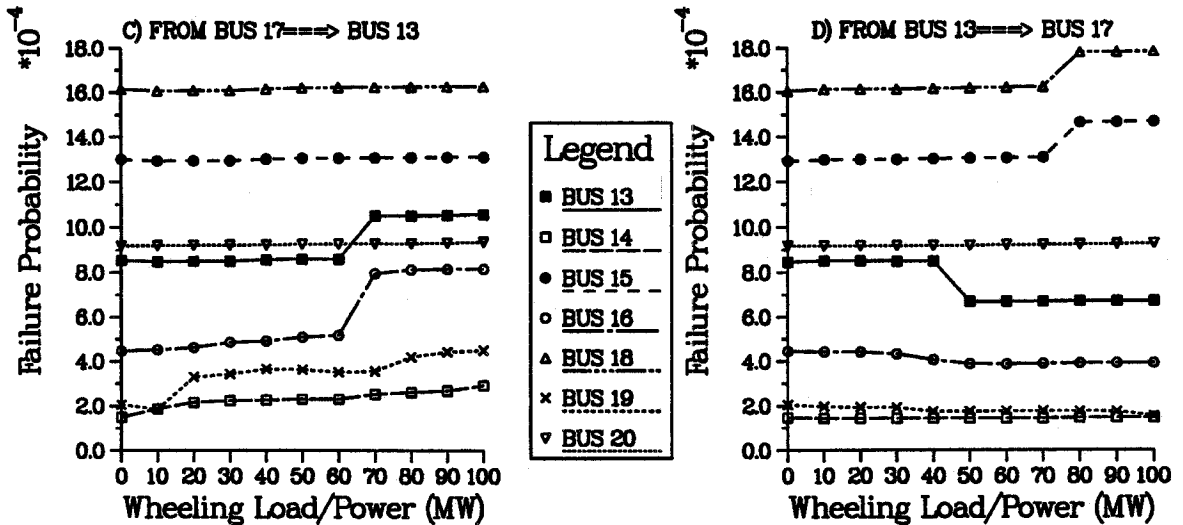 *10⁻⁴
C) FROM BUS 17===> BUS 13
18.0
16.0
14.0
12.0
10.0
8.0
6.0
4.0
2.0
0.0
Failure Probability
0 10 20 30 40 50 60 70 80 90 100
Wheeling Load/Power (MW)
Legend
BUS 13
BUS 14
BUS 15
BUS 16
BUS 18
BUS 19
BUS 20
*10⁻⁴
D) FROM BUS 13===> BUS 17
18.0
16.0
14.0
12.0
10.0
8.0
6.0
4.0
2.0
0.0
Failure Probability
0 10 20 30 40 50 60 70 80 90 100
Wheeling Load/Power (MW)